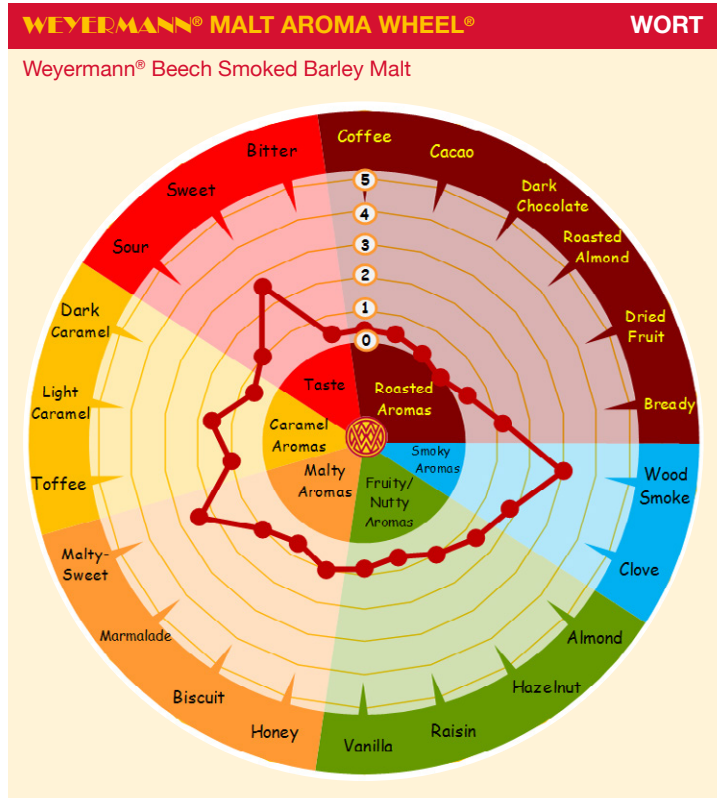 WEYERMANN® MALT AROMA WHEEL®
WORT
Weyermann® Beech Smoked Barley Malt
Coffee
Cacao
Dark
Chocolate
Roasted
Almond
Dried
Fruit
Bready
Wood
Smoke
Clove
Almond
Hazelnut
Raisin
Vanilla
Honey
Biscuit
Marmalade
Malty-
Sweet
Toffee
Light
Caramel
Dark
Caramel
Sour
Sweet
Bitter
5
4
3
2
1
0
Taste
Roasted
Aromas
Caramel
Aromas
Smoky
Aromas
Malty
Aromas
Fruity/
Nutty
Aromas